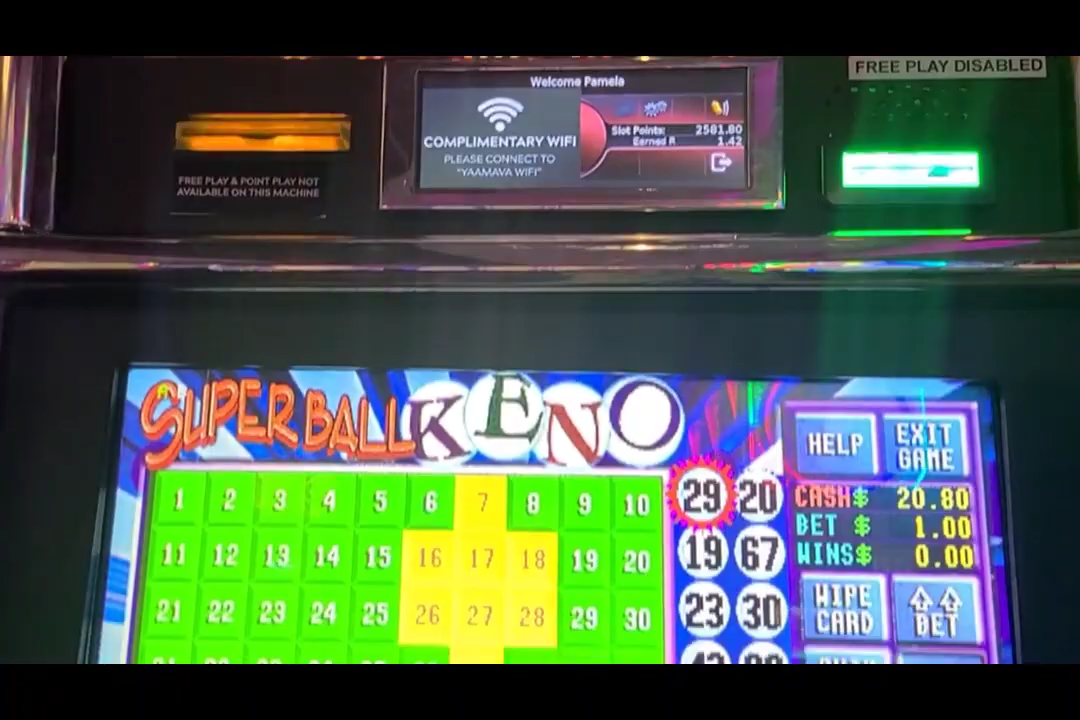 FREE PLAY DISABLED
Welcome Pamela
COMPLIMENTARY WIFI
PLEASE CONNECT TO
"YAAMAVA WIFI"
Slot Points: 2581.80
Earned 1.42
FREE PLAY & POINT PLAY NOT
AVAILABLE ON THIS MACHINE
SUPERBALL KENO
HELP EXIT GAME
1 2 3 4 5 6 7 8 9 10
11 12 13 14 15 16 17 18 19 20
21 22 23 24 25 26 27 28 29 30
29 20
19 67
23 30
CASH$ 20.80
BET $ 1.00
WINS$ 0.00
WIPE CARD BET